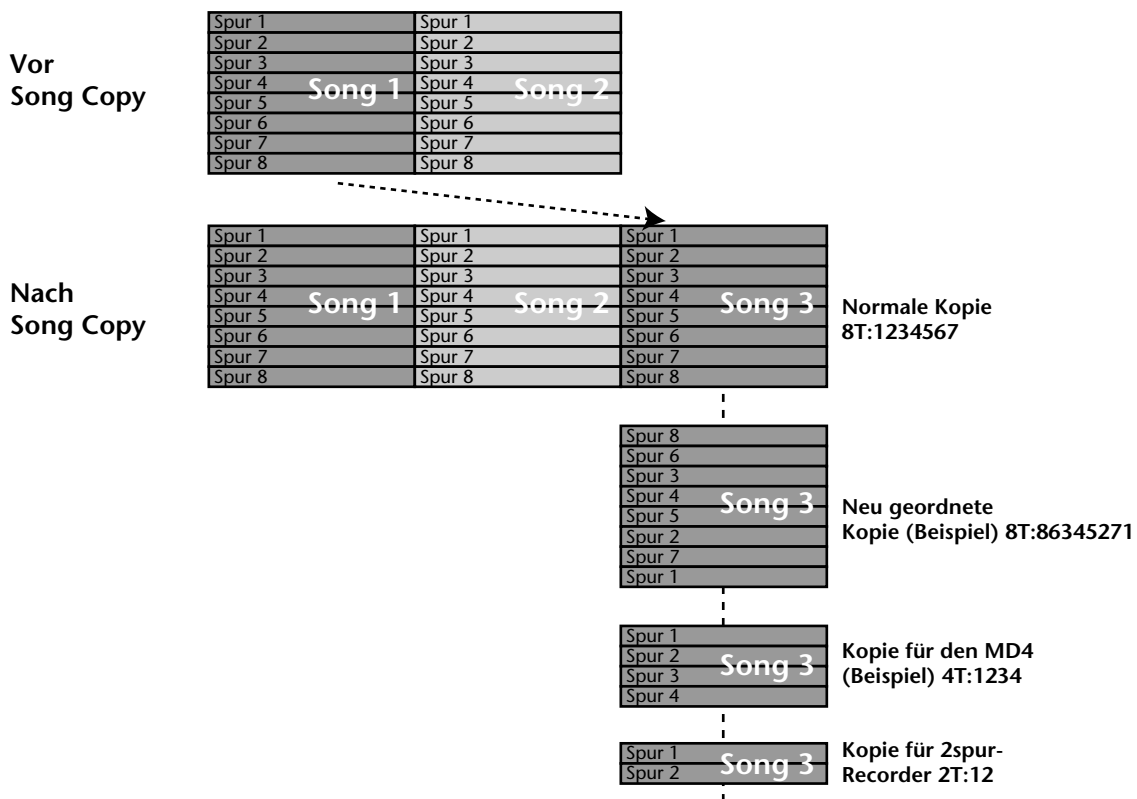 Vor
Song Copy
Spur 1 Spur 1
Spur 2 Spur 2
Spur 3 Spur 3
Spur 4 Spur 4
Song 1 Song 2
Spur 5 Spur 5
Spur 6 Spur 6
Spur 7 Spur 7
Spur 8 Spur 8
Nach
Song Copy
Spur 1 Spur 1 Spur 1
Spur 2 Spur 2 Spur 2
Spur 3 Spur 3 Spur 3
Spur 4 Spur 4 Spur 4
Song 1 Song 2 Song 3
Spur 5 Spur 5 Spur 5
Spur 6 Spur 6 Spur 6
Spur 7 Spur 7 Spur 7
Spur 8 Spur 8 Spur 8
Normale Kopie
8T:1234567
Spur 8
Spur 6
Spur 3
Spur 4
Song 3
Spur 5
Spur 2
Spur 7
Spur 1
Neu geordnete
Kopie (Beispiel) 8T:86345271
Spur 1
Spur 2
Song 3
Spur 3
Spur 4
Kopie für den MD4
(Beispiel) 4T:1234
Spur 1
Song 3
Spur 2
Kopie für 2spur-
Recorder 2T:12